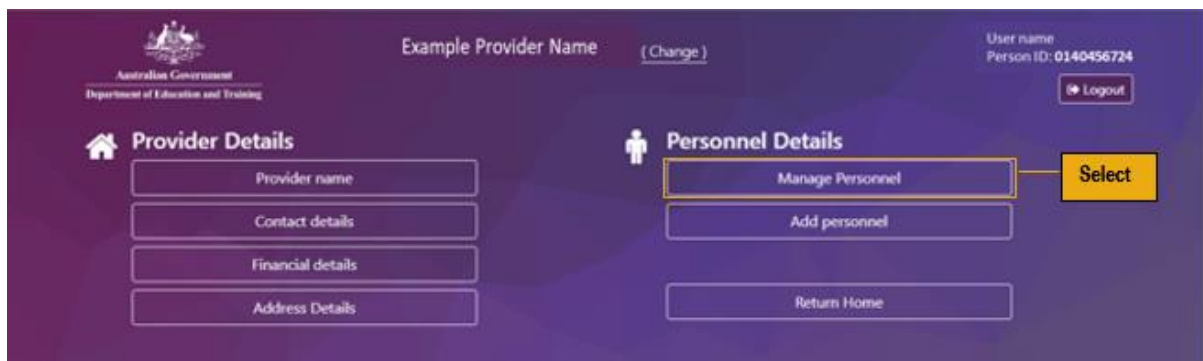 Australian Government
Department of Education and Training
Example Provider Name
( Change )
User name
Person ID: 0140456724
Logout
Provider Details
Provider name
Contact details
Financial details
Address Details
Personnel Details
Manage Personnel
Select
Add personnel
Return Home